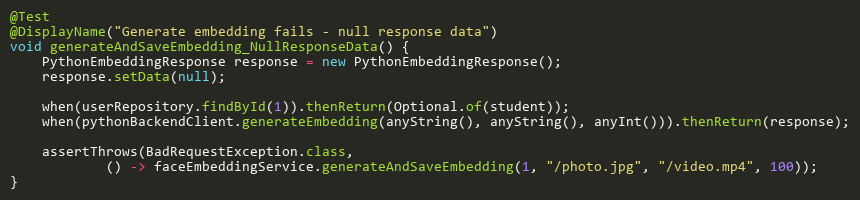 @Test
@DisplayName("Generate embedding fails - null response data")
void generateAndSaveEmbedding_NullResponseData() {
    PythonEmbeddingResponse response = new PythonEmbeddingResponse();
    response.setData(null);

    when(userRepository.findById(1)).thenReturn(Optional.of(student));
    when(pythonBackendClient.generateEmbedding(anyString(), anyString(), anyInt())).thenReturn(response);

    assertThrows(BadRequestException.class,
            () -> faceEmbeddingService.generateAndSaveEmbedding(1, "/photo.jpg", "/video.mp4", 100));
}